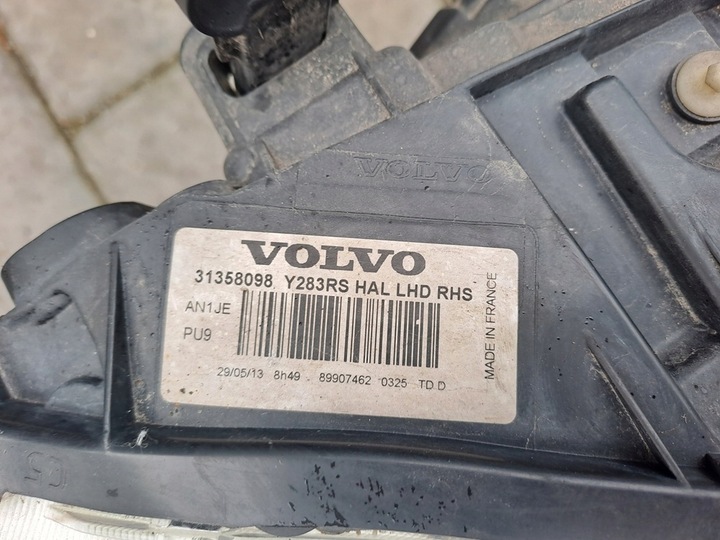 VOLVO
VOLVO
31358098 Y283RS HAL LHD RHS
AN1JE
PU9
29/05/13 8h49 89907462 0325 TD D
MADE IN FRANCE